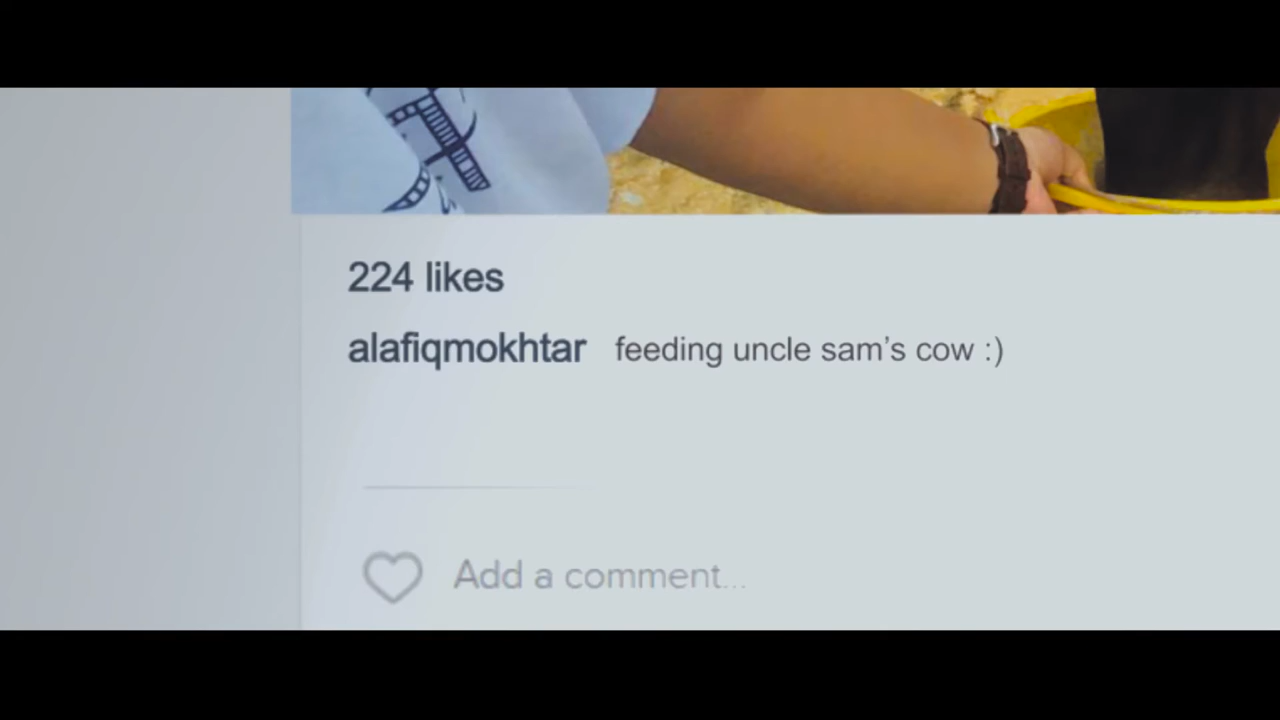 224 likes
alafiqmokhtar feeding uncle sam's cow :)
Add a comment...